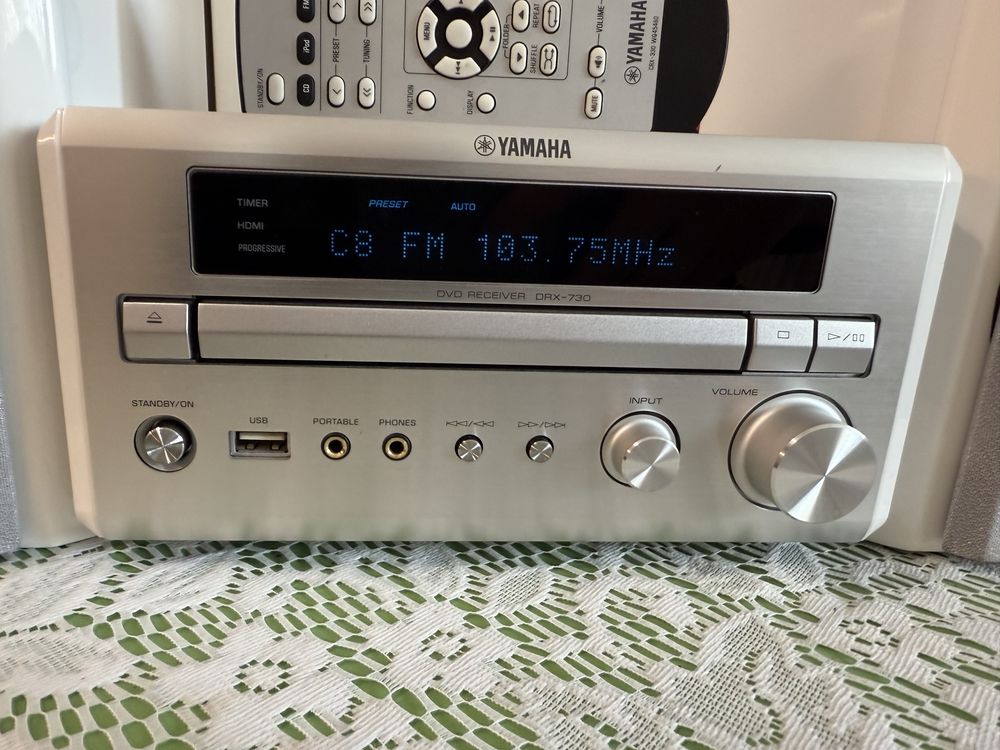 FM
iPod
CD
STANDBY/ON
PRESET
TUNING
MENU
FUNCTION
DISPLAY
FOLDER
REPEAT
SHUFFLE
VOLUME
MUTE
YAMAHA
YAMAHA
TIMER
PRESET
AUTO
HDMI
PROGRESSIVE
C8 FM 103.75MHz
DVD RECEIVER DRX-730
STANDBY/ON
USB
PORTABLE
PHONES
INPUT
VOLUME